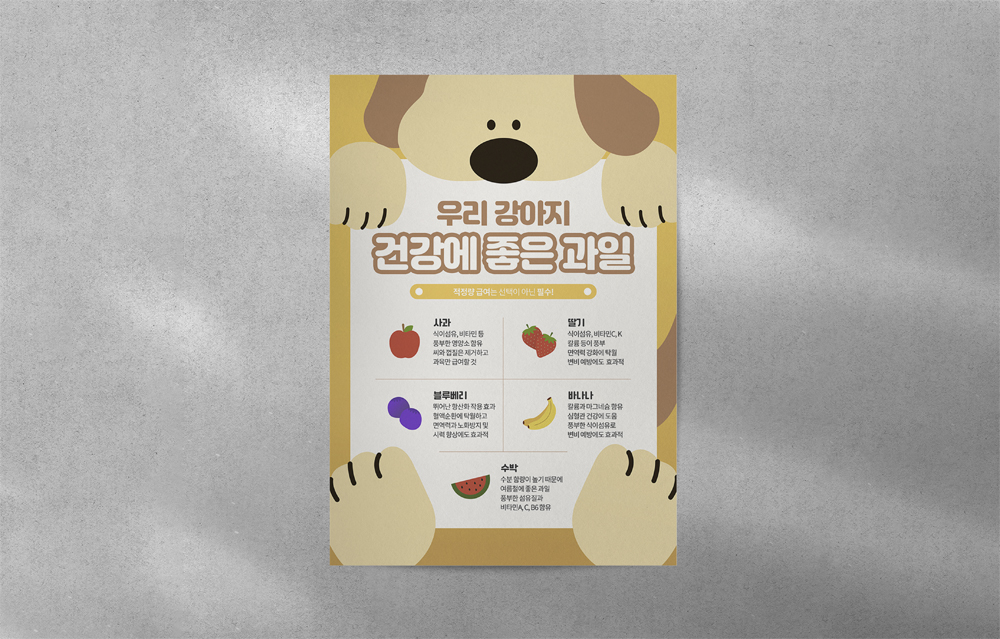 우리 강아지
건강에 좋은 과일
적정량 급여는 선택이 아닌 필수!
사과
식이섬유, 비타민 등
풍부한 영양소 함유
씨와 껍질은 제거하고
과육만 급여할 것
딸기
식이섬유, 비타민C, K
칼륨 등이 풍부
면역력 강화에 탁월
변비 예방에도 효과적
블루베리
뛰어난 항산화 작용 효과
혈액순환에 탁월하고
면역력과 노화방지 및
시력 향상에도 효과적
바나나
칼륨과 마그네슘 함유
심혈관 건강에 도움
풍부한 식이섬유로
변비 예방에도 효과적
수박
수분 함량이 높기 때문에
여름철에 좋은 과일
풍부한 섬유질과
비타민A, C, B6 함유